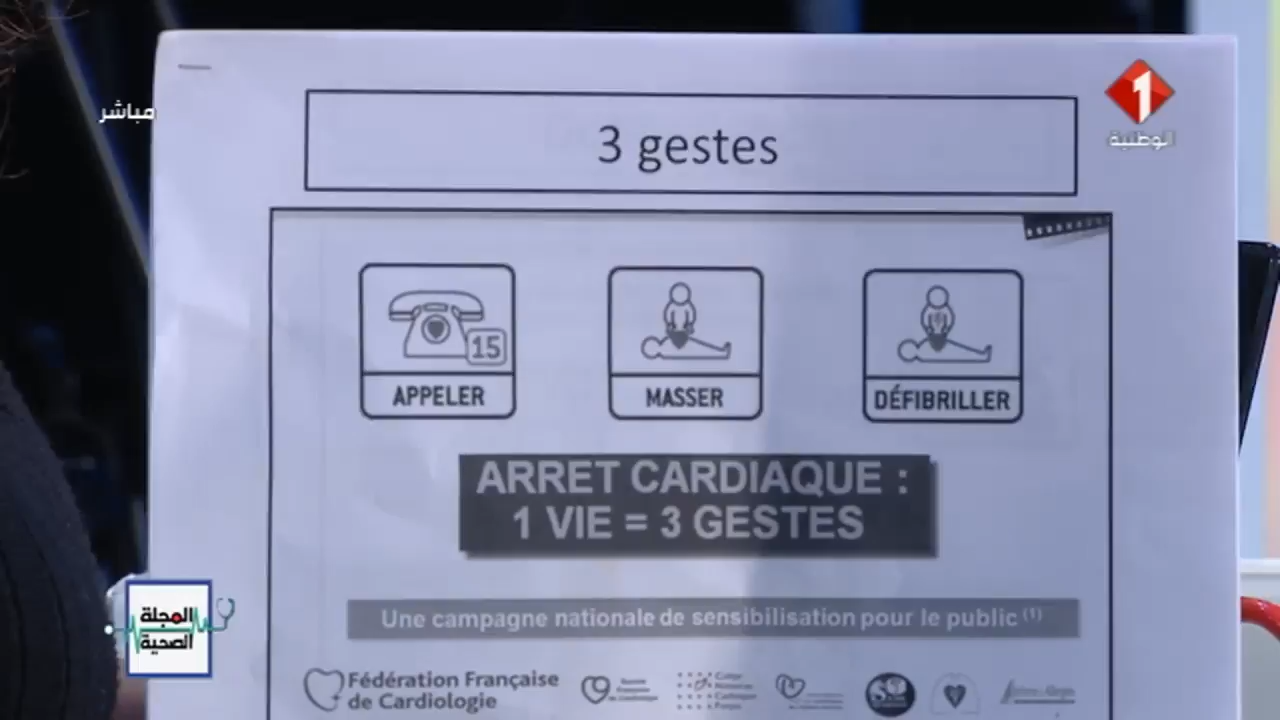 مباشر
1
الوطنية
3 gestes
15
APPELER
MASSER
DÉFIBRILLER
ARRET CARDIAQUE :
1 VIE = 3 GESTES
Une campagne nationale de sensibilisation pour le public (1)
Fédération Française
de Cardiologie
المجلة
الصحية